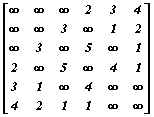 ∞ ∞ ∞ 2 3 4
∞ ∞ 3 ∞ 1 2
∞ 3 ∞ 5 ∞ 1
2 ∞ 5 ∞ 4 1
3 1 ∞ 4 ∞ ∞
4 2 1 1 ∞ ∞